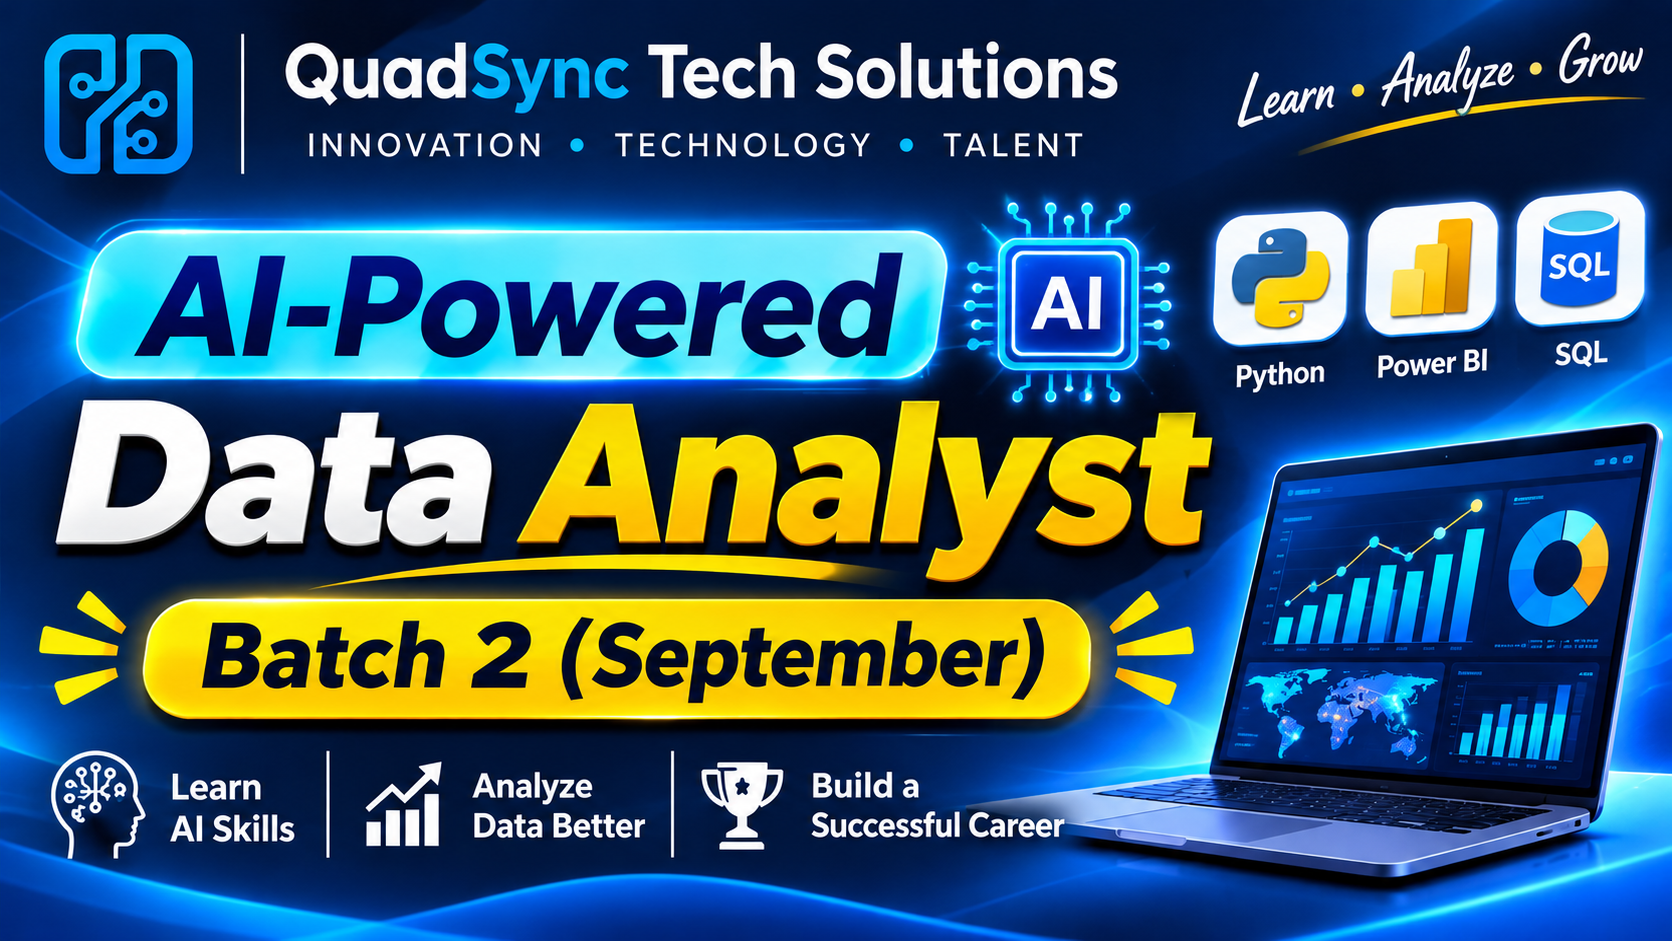 QuadSync Tech Solutions
INNOVATION • TECHNOLOGY • TALENT
Learn • Analyze • Grow
AI-Powered
AI
Python
Power BI
SQL
SQL
Data Analyst
Batch 2 (September)
Learn
AI Skills
Analyze
Data Better
Build a
Successful Career